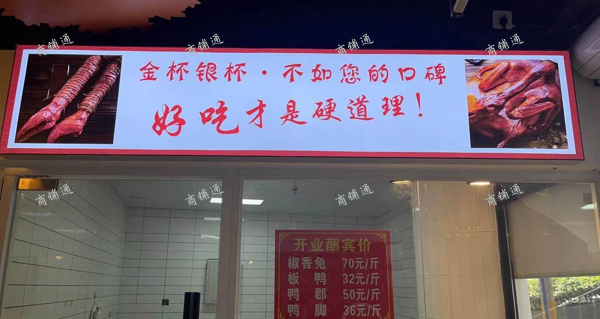 金杯银杯·不如您的口碑
好吃才是硬道理！
开业酬宾价
椒香兔 70元/斤
板鸭 32元/斤
鸭郡 50元/斤
鸭脚 36元/斤
商铺通
商铺通
商铺通
商铺通
商铺通
商铺通
商铺通